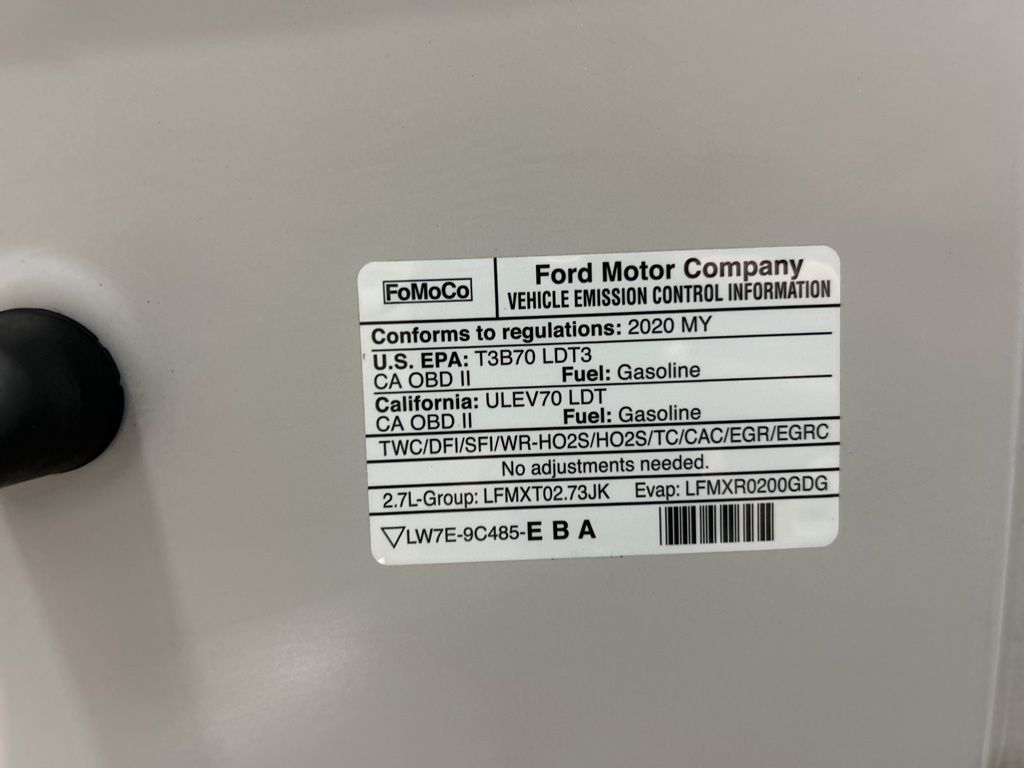 FoMoCo
Ford Motor Company
VEHICLE EMISSION CONTROL INFORMATION
Conforms to regulations: 2020 MY
U.S. EPA: T3B70 LDT3
CA OBD II Fuel: Gasoline
California: ULEV70 LDT
CA OBD II Fuel: Gasoline
TWC/DFI/SFI/WR-HO2S/HO2S/TC/CAC/EGR/EGRC
No adjustments needed.
2.7L-Group: LFMXT02.73JK Evap: LFMXR0200GDG
LW7E-9C485-E B A